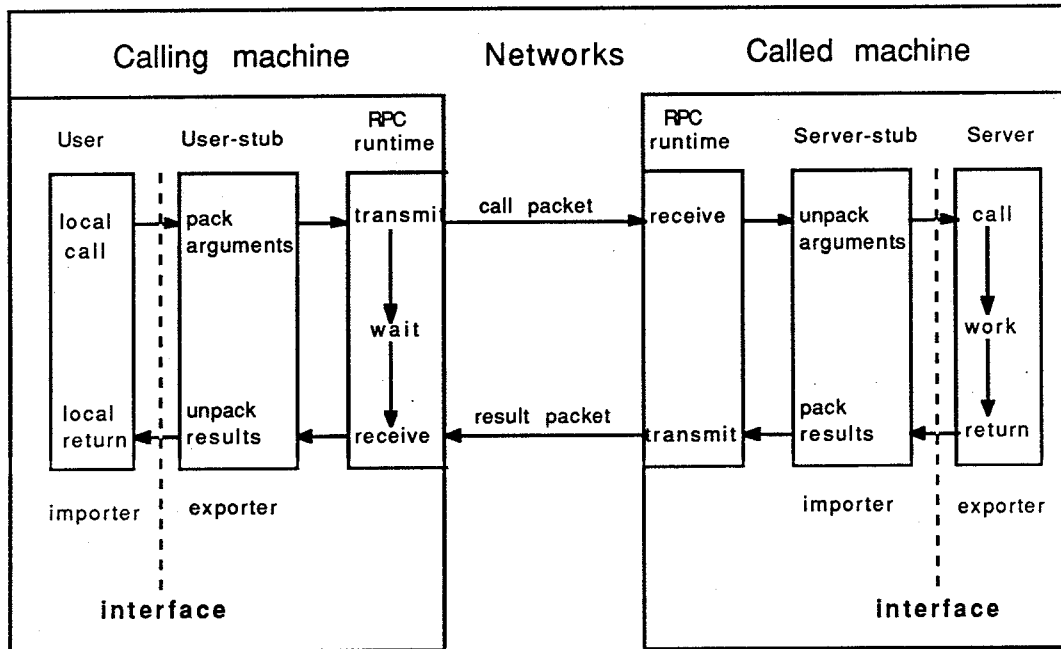 Calling machine
Networks
Called machine
User
User-stub
RPC
runtime
RPC
runtime
Server-stub
Server
local
call
pack
arguments
transmit
call packet
receive
unpack
arguments
call
wait
work
local
return
unpack
results
receive
result packet
transmit
pack
results
return
importer
exporter
importer
exporter
interface
interface